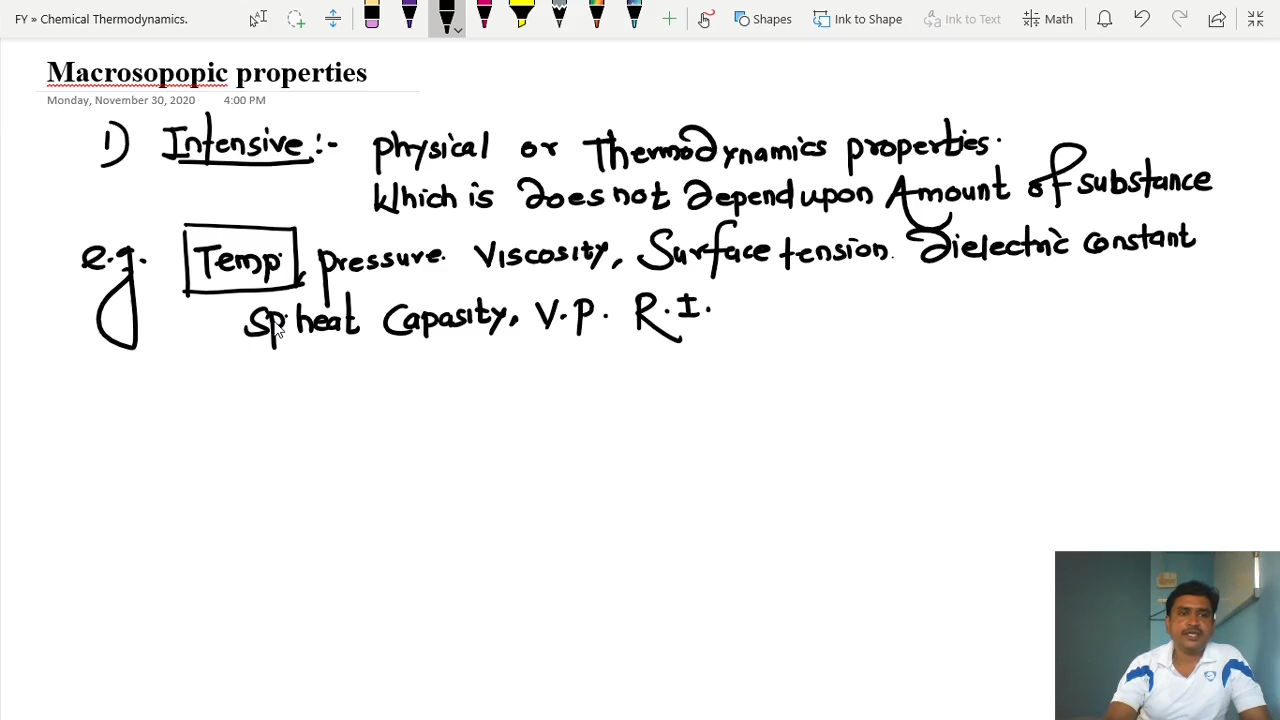 FY » Chemical Thermodynamics.
Shapes
Ink to Shape
Ink to Text
Math
Macrosopopic properties
Monday, November 30, 2020 4:00 PM
1) Intensive :- Physical or Thermodynamics properties.
Which is does not depend upon Amount of substance
e.g. Temp, pressure. Viscosity, Surface tension. Dielectric constant
Sp. heat Capasity, V.P. R.I.